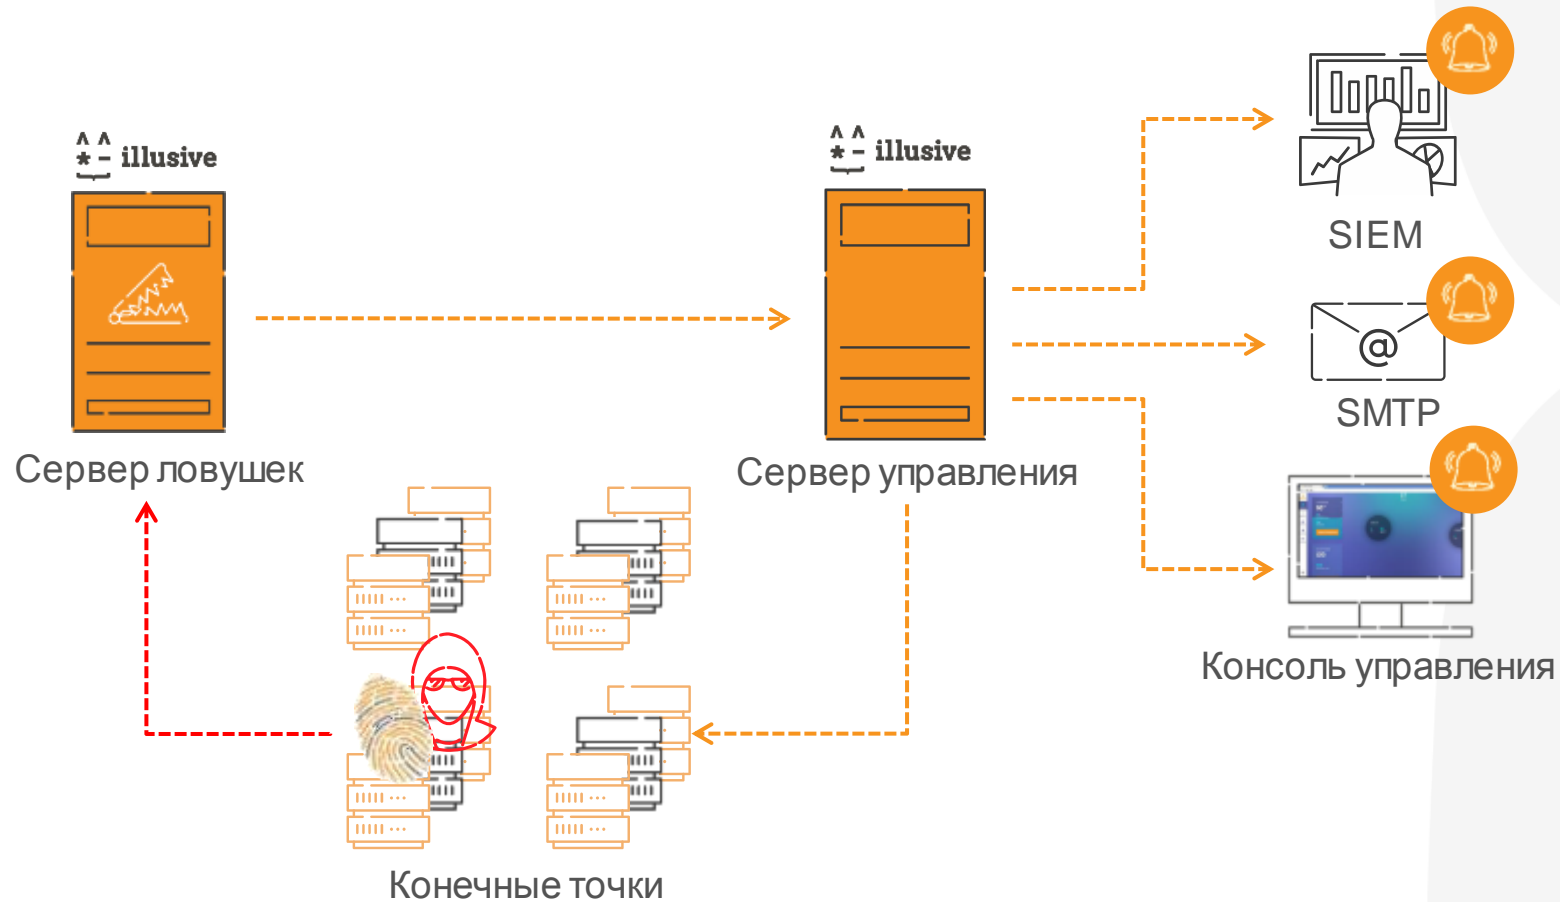 illusive
illusive
SIEM
SMTP
Сервер ловушек
Сервер управления
Консоль управления
Конечные точки